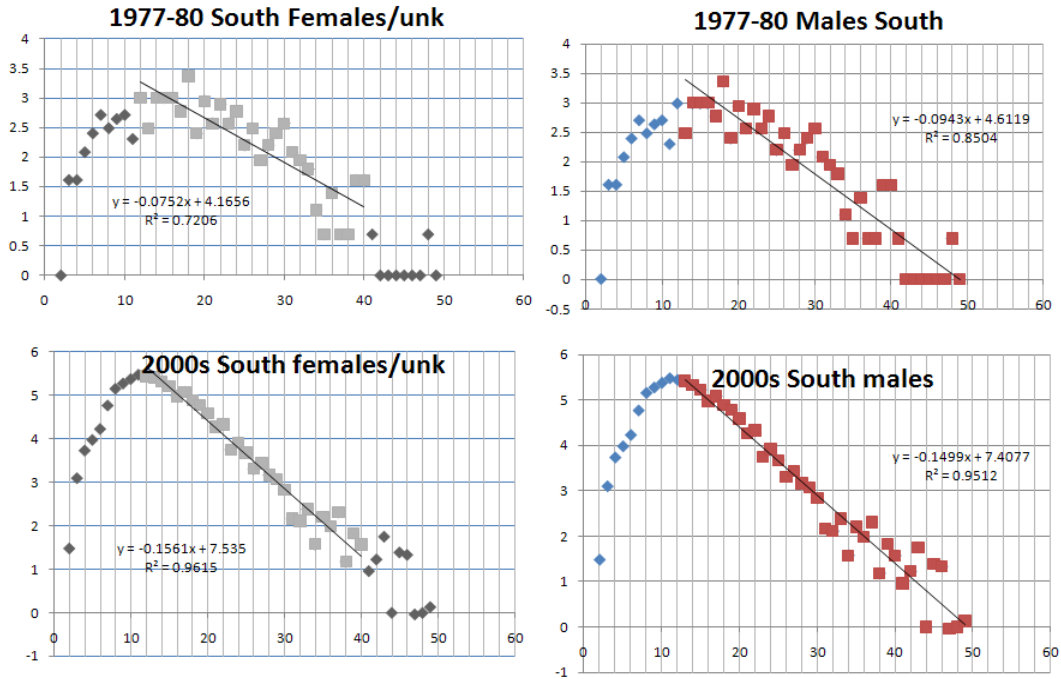 1977-80 South Females/unk
4
3.5
3
2.5
2
1.5
1
0.5
0
y = -0.0752x + 4.1656
R² = 0.7206
0 10 20 30 40 50 60
1977-80 Males South
4
3.5
3
2.5
2
1.5
1
0.5
0
-0.5
y = -0.0943x + 4.6119
R² = 0.8504
0 10 20 30 40 50 60
2000s South females/unk
6
5
4
3
2
1
0
-1
y = -0.1561x + 7.535
R² = 0.9615
0 10 20 30 40 50 60
2000s South males
6
5
4
3
2
1
0
-1
y = -0.1499x + 7.4077
R² = 0.9512
0 10 20 30 40 50 60